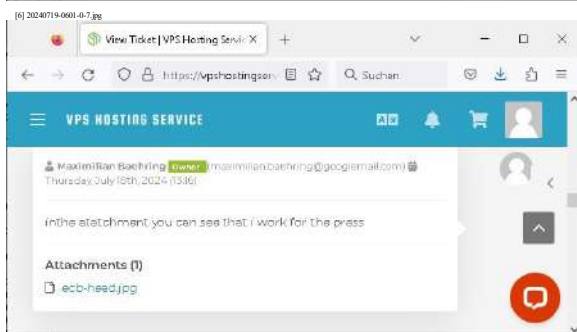 [6] 20240719-0601-0-7.jpg
View Ticket | VPS Hosting Servic
https://vpshostingserv
Suchen
VPS HOSTING SERVICE
Maximilian Baehring Owner (maximilian.baehring@googlemail.com)
Thursday, July 18th, 2024 (13:16)
inthe atatchment you can see that i work for the press
Attachments (1)
ecb-head.jpg